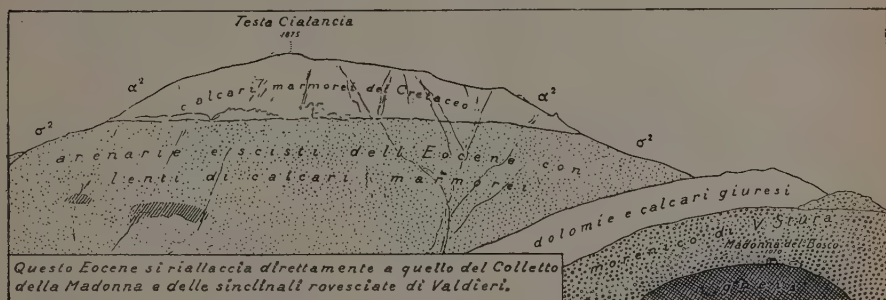 Testa Cialancia
1875
α² calcari marmorei del Cretaceo α²
σ² σ²
arenarie e scisti dell'Eocene con
lenti di calcari marmorei
dolomie e calcari giuresi
morenico di V. Stura
Madonna del Bosco
Questo Eocene si riallaccia direttamente a quello del Colletto
della Madonna e delle sinclinali rovesciate di Valdieri.